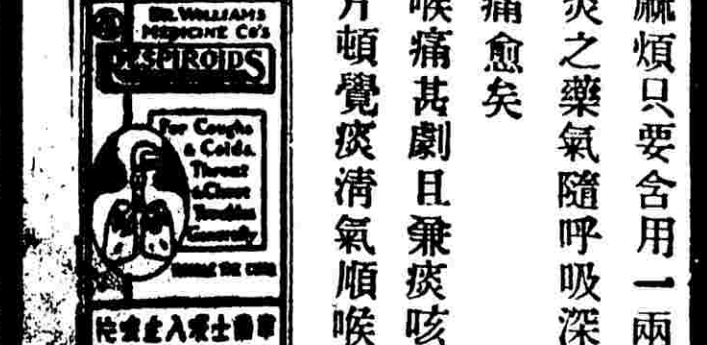 煩只要含用一兩
炎之藥氣隨呼吸深
痛愈矣
喉痛甚劇且兼痰咳
片頓覺痰清氣順喉
DR. WILLIAMS
MEDICINE CO'S
RESPIROIDS
For Coughs
& Colds.
Throat
& Chest
Troubles
Generally